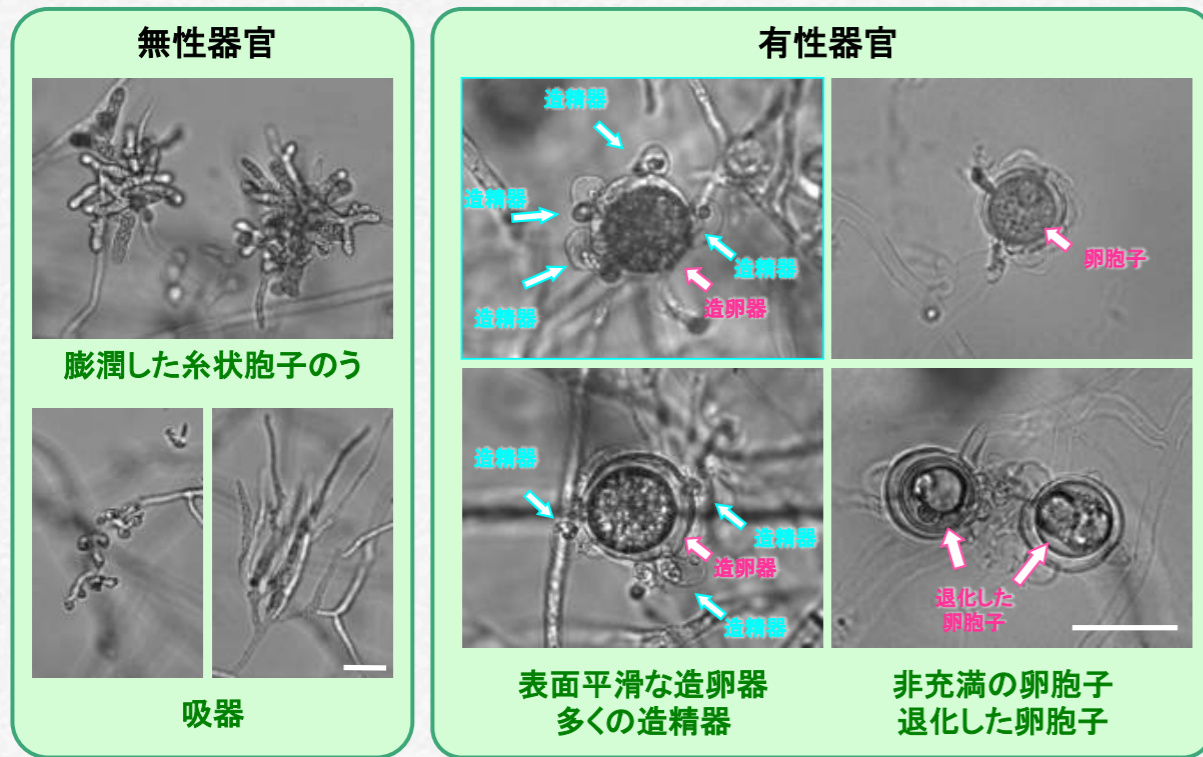 無性器官
膨潤した糸状胞子のう
吸器
有性器官
造精器
造精器
造精器
造精器
造卵器
卵胞子
造精器
造精器
造卵器
造精器
退化した
卵胞子
表面平滑な造卵器
多くの造精器
非充満の卵胞子
退化した卵胞子